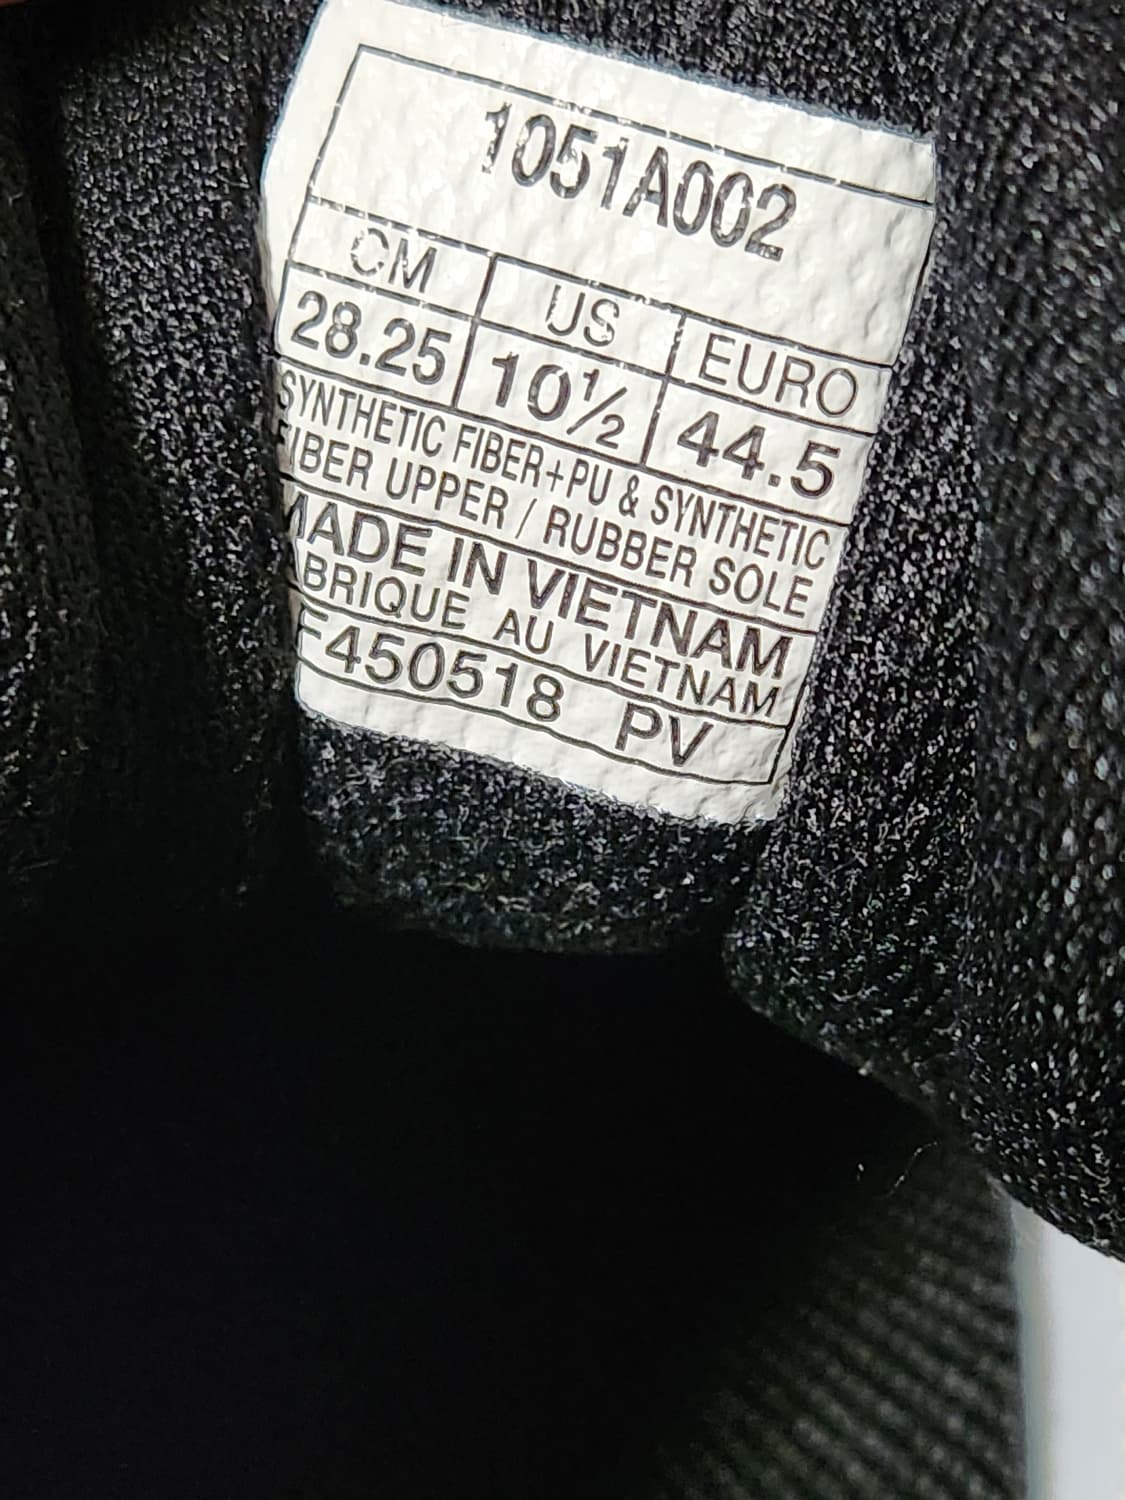 1051A002
CM US EURO
28.25 10½ 44.5
SYNTHETIC FIBER+PU & SYNTHETIC
FIBER UPPER / RUBBER SOLE
MADE IN VIETNAM
ABRIQUE AU VIETNAM
F450518 PV